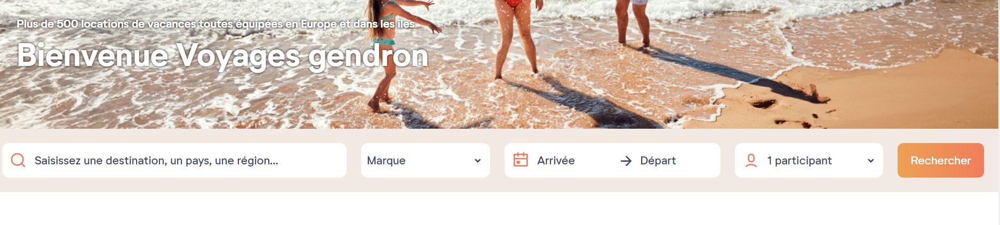 Plus de 500 locations de vacances toutes équipées en Europe et dans les îles
Bienvenue Voyages gendron
Saisissez une destination, un pays, une région...
Marque
Arrivée
Départ
1 participant
Rechercher